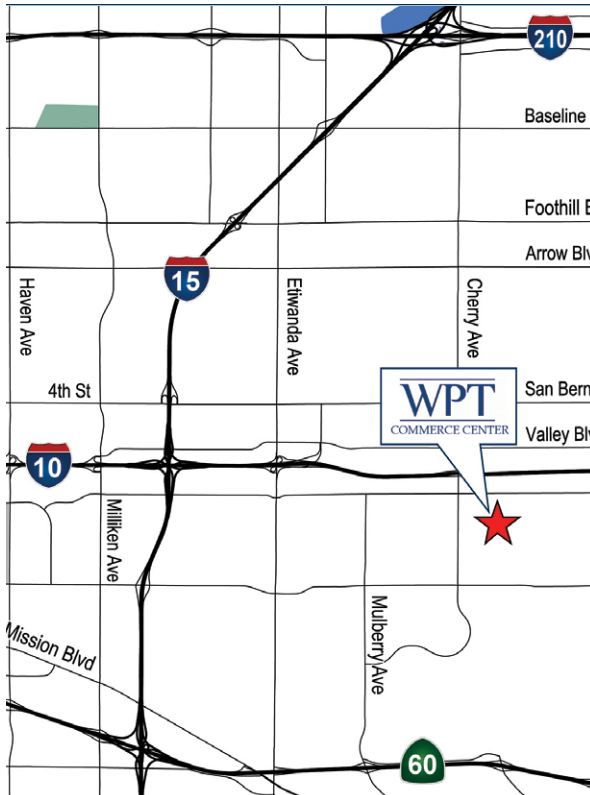 210
Baseline
Foothill B
Arrow Blv
15
Haven Ave
Etiwanda Ave
Cherry Ave
4th St
WPT
COMMERCE CENTER
San Bern
Valley Blv
10
Milliken Ave
Mulberry Ave
Mission Blvd
60